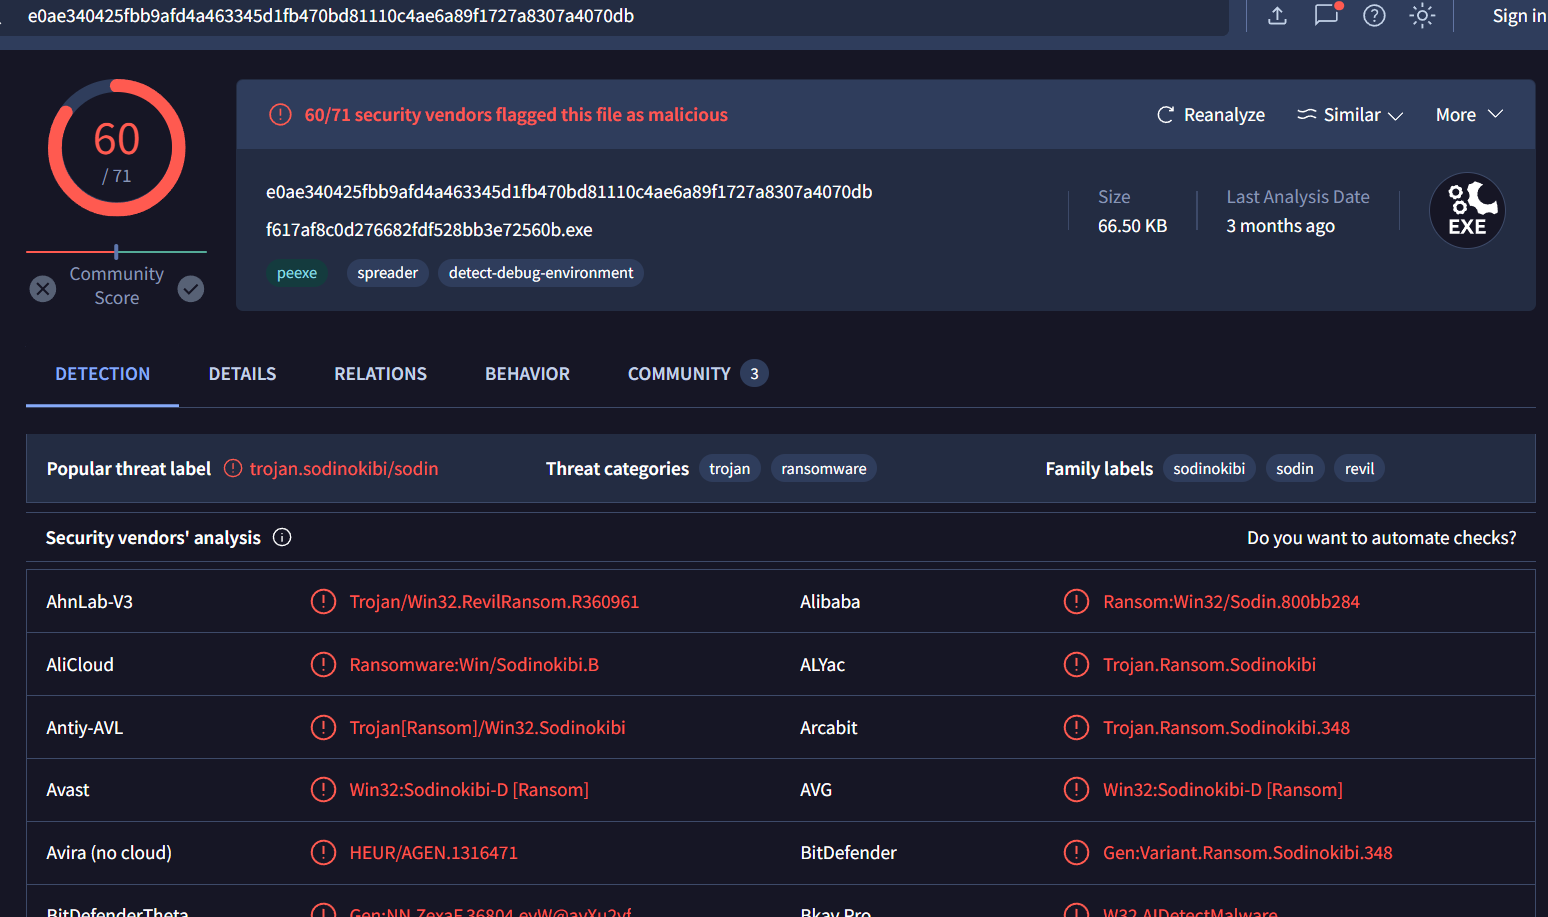 e0ae340425fbb9afd4a463345d1fb470bd81110c4ae6a89f1727a8307a4070db
Sign in
60
/ 71
Community
Score
60/71 security vendors flagged this file as malicious
Reanalyze
Similar
More
e0ae340425fbb9afd4a463345d1fb470bd81110c4ae6a89f1727a8307a4070db
f617af8c0d276682fdf528bb3e72560b.exe
peexe
spreader
detect-debug-environment
Size
66.50 KB
Last Analysis Date
3 months ago
EXE
DETECTION
DETAILS
RELATIONS
BEHAVIOR
COMMUNITY 3
Popular threat label trojan.sodinokibi/sodin
Threat categories trojan ransomware
Family labels sodinokibi sodin revil
Security vendors' analysis
Do you want to automate checks?
AhnLab-V3 Trojan/Win32.RevilRansom.R360961 Alibaba Ransom:Win32/Sodin.800bb284
AliCloud Ransomware:Win/Sodinokibi.B ALYac Trojan.Ransom.Sodinokibi
Antiy-AVL Trojan[Ransom]/Win32.Sodinokibi Arcabit Trojan.Ransom.Sodinokibi.348
Avast Win32:Sodinokibi-D [Ransom] AVG Win32:Sodinokibi-D [Ransom]
Avira (no cloud) HEUR/AGEN.1316471 BitDefender Gen:Variant.Ransom.Sodinokibi.348
BitDefenderTheta Bkav Pro W32.AIDetectMalware